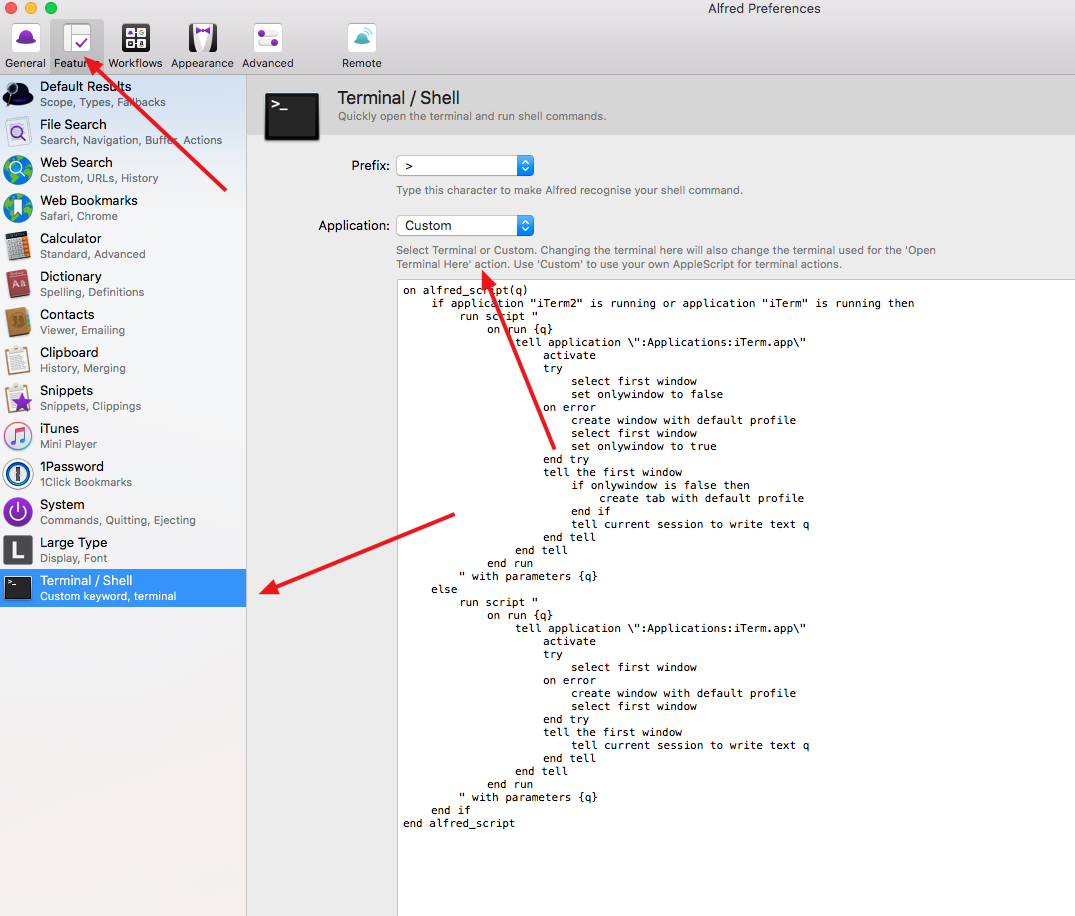 Alfred Preferences
General Features Workflows Appearance Advanced Remote
Default Results
Scope, Types, Fallbacks
File Search
Search, Navigation, Buffer, Actions
Web Search
Custom, URLs, History
Web Bookmarks
Safari, Chrome
Calculator
Standard, Advanced
Dictionary
Spelling, Definitions
Contacts
Viewer, Emailing
Clipboard
History, Merging
Snippets
Snippets, Clippings
iTunes
Mini Player
1Password
1Click Bookmarks
System
Commands, Quitting, Ejecting
L
Large Type
Display, Font
>_
Terminal / Shell
Custom keyword, terminal
>_
Terminal / Shell
Quickly open the terminal and run shell commands.
Prefix: >
Type this character to make Alfred recognise your shell command.
Application: Custom
Select Terminal or Custom. Changing the terminal here will also change the terminal used for the 'Open
Terminal Here' action. Use 'Custom' to use your own AppleScript for terminal actions.
on alfred_script(q)
    if application "iTerm2" is running or application "iTerm" is running then
        run script "
            on run {q}
                tell application \":Applications:iTerm.app\"
                    activate
                    try
                        select first window
                        set onlywindow to false
                    on error
                        create window with default profile
                        select first window
                        set onlywindow to true
                    end try
                    tell the first window
                        if onlywindow is false then
                            create tab with default profile
                        end if
                        tell current session to write text q
                    end tell
                end tell
            end run
        " with parameters {q}
    else
        run script "
            on run {q}
                tell application \":Applications:iTerm.app\"
                    activate
                    try
                        select first window
                    on error
                        create window with default profile
                        select first window
                    end try
                    tell the first window
                        tell current session to write text q
                    end tell
                end tell
            end run
        " with parameters {q}
    end if
end alfred_script